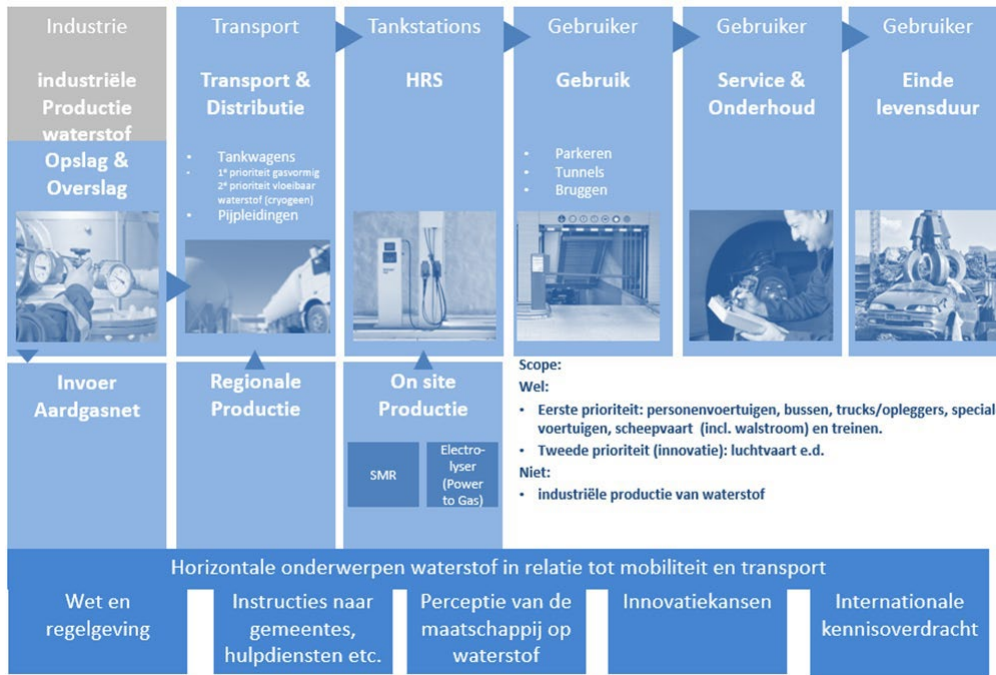 Industrie
industriële
Productie
waterstof
Opslag &
Overslag
Transport
Transport &
Distributie
• Tankwagens
• 1e prioriteit gasvormig
2e prioriteit vloeibaar
waterstof (cryogeen)
• Pijpleidingen
Tankstations
HRS
Gebruiker
Gebruik
• Parkeren
• Tunnels
• Bruggen
Gebruiker
Service &
Onderhoud
Gebruiker
Einde
levensduur
Invoer
Aardgasnet
Regionale
Productie
On site
Productie
SMR
Electro-
lyser
(Power
to Gas)
Scope:
Wel:
• Eerste prioriteit: personenvoertuigen, bussen, trucks/opleggers, special
voertuigen, scheepvaart (incl. walstroom) en treinen.
• Tweede prioriteit (innovatie): luchtvaart e.d.
Niet:
• industriële productie van waterstof
Horizontale onderwerpen waterstof in relatie tot mobiliteit en transport
Wet en
regelgeving
Instructies naar
gemeentes,
hulpdiensten etc.
Perceptie van de
maatschappij op
waterstof
Innovatiekansen
Internationale
kennisoverdracht